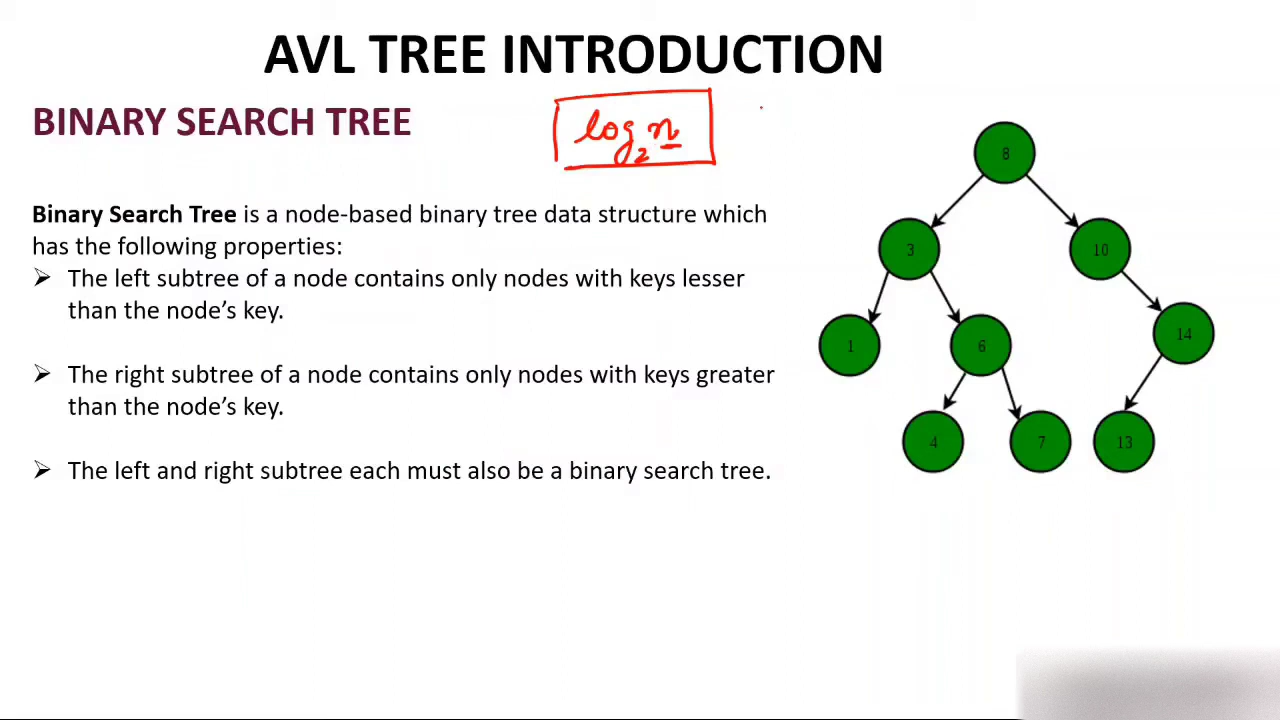 AVL TREE INTRODUCTION
BINARY SEARCH TREE
log₂n
Binary Search Tree is a node-based binary tree data structure which
has the following properties:
➢ The left subtree of a node contains only nodes with keys lesser
than the node’s key.
➢ The right subtree of a node contains only nodes with keys greater
than the node’s key.
➢ The left and right subtree each must also be a binary search tree.
8
3
10
1
6
14
4
7
13